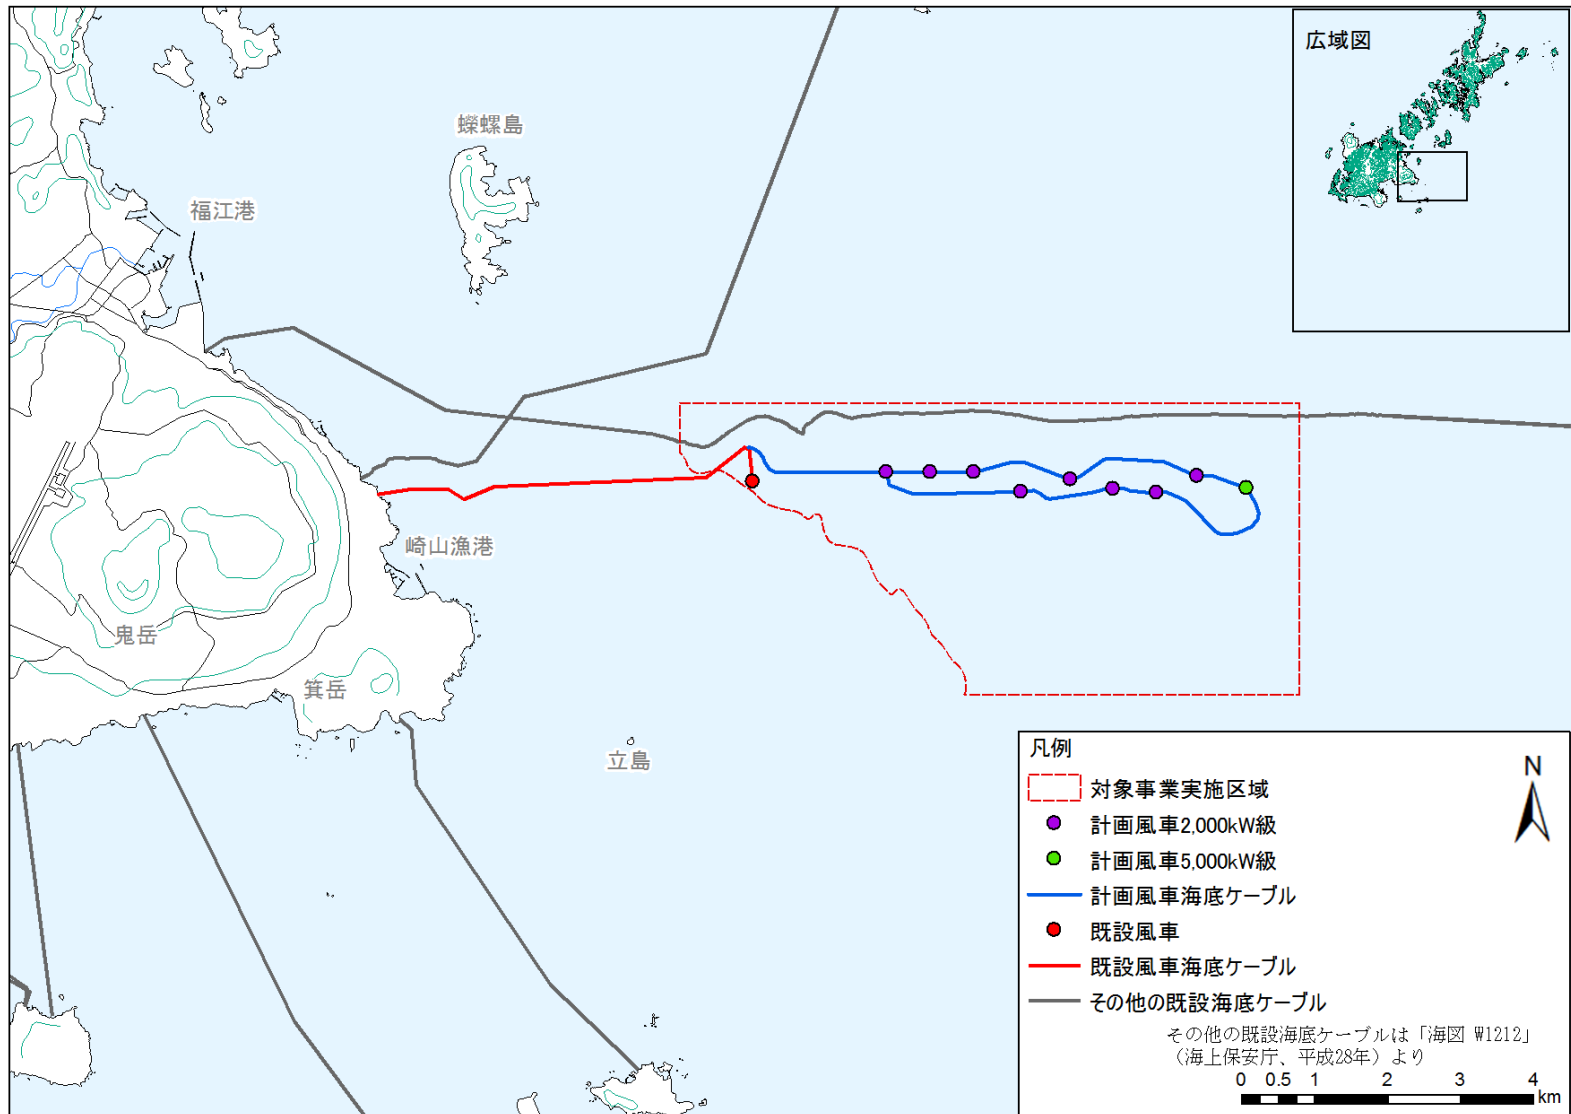 広域図
蠑螺島
福江港
崎山漁港
鬼岳
箕岳
立島
凡例
N
対象事業実施区域
計画風車2,000kW級
計画風車5,000kW級
計画風車海底ケーブル
既設風車
既設風車海底ケーブル
その他の既設海底ケーブル
その他の既設海底ケーブルは「海図 W1212」
（海上保安庁、平成28年）より
0 0.5 1 2 3 4
km